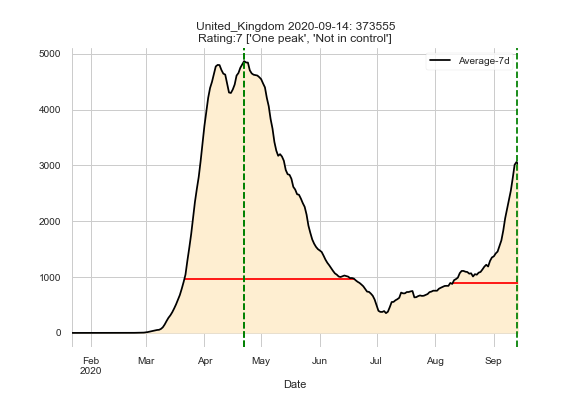 United_Kingdom 2020-09-14: 373555
Rating:7 ['One peak', 'Not in control']
Average-7d
5000
4000
3000
2000
1000
0
Feb Mar Apr May Jun Jul Aug Sep
2020
Date